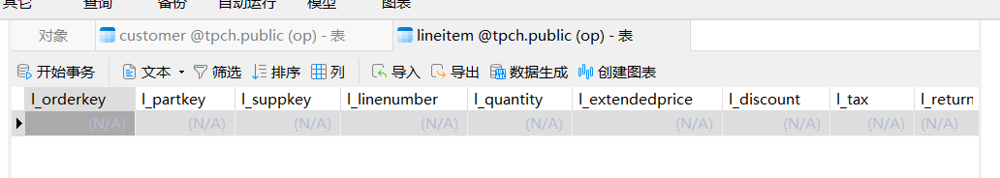 其它 查询 备份 自动运行 模型 图表
对象 customer @tpch.public (op) - 表 lineitem @tpch.public (op) - 表
开始事务 文本 筛选 排序 列 导入 导出 数据生成 创建图表
l_orderkey l_partkey l_suppkey l_linenumber l_quantity l_extendedprice l_discount l_tax l_return
(N/A) (N/A) (N/A) (N/A) (N/A) (N/A) (N/A) (N/A) (N/A)